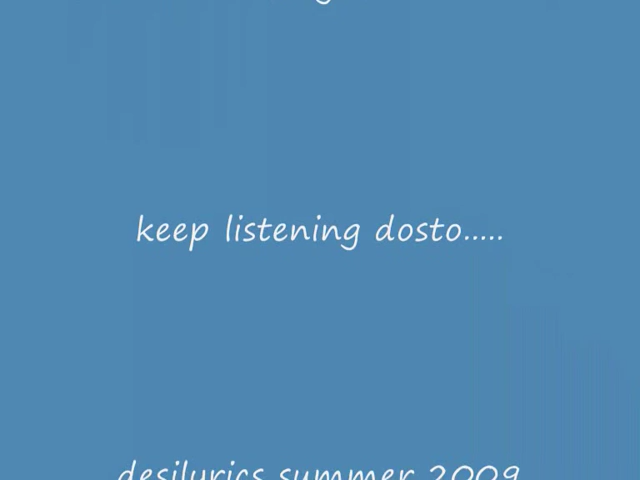 keep listening dosto.....
desilyrics summer 2009